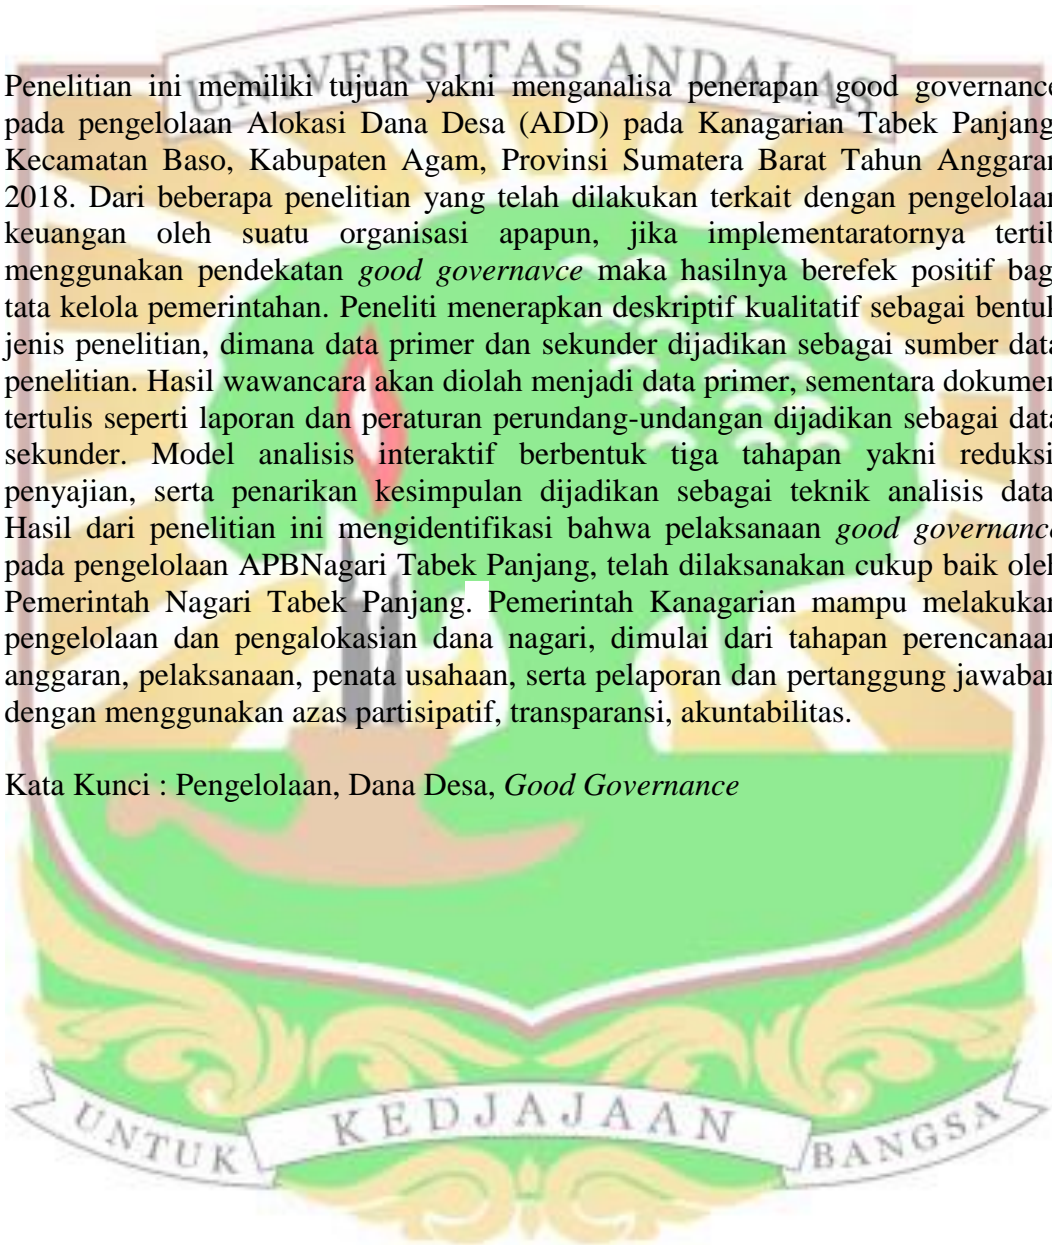 UNIVERSITAS ANDALAS
Penelitian ini memiliki tujuan yakni menganalisa penerapan good governance
pada pengelolaan Alokasi Dana Desa (ADD) pada Kanagarian Tabek Panjang
Kecamatan Baso, Kabupaten Agam, Provinsi Sumatera Barat Tahun Anggaran
2018. Dari beberapa penelitian yang telah dilakukan terkait dengan pengelolaan
keuangan oleh suatu organisasi apapun, jika implementaratornya tertib
menggunakan pendekatan good governavce maka hasilnya berefek positif bag
tata kelola pemerintahan. Peneliti menerapkan deskriptif kualitatif sebagai bentuk
jenis penelitian, dimana data primer dan sekunder dijadikan sebagai sumber data
penelitian. Hasil wawancara akan diolah menjadi data primer, sementara dokumen
tertulis seperti laporan dan peraturan perundang-undangan dijadikan sebagai data
sekunder. Model analisis interaktif berbentuk tiga tahapan yakni reduksi
penyajian, serta penarikan kesimpulan dijadikan sebagai teknik analisis data
Hasil dari penelitian ini mengidentifikasi bahwa pelaksanaan good governance
pada pengelolaan APBNagari Tabek Panjang, telah dilaksanakan cukup baik oleh
Pemerintah Nagari Tabek Panjang. Pemerintah Kanagarian mampu melakukan
pengelolaan dan pengalokasian dana nagari, dimulai dari tahapan perencanaan
anggaran, pelaksanaan, penata usahaan, serta pelaporan dan pertanggung jawaban
dengan menggunakan azas partisipatif, transparansi, akuntabilitas.
Kata Kunci : Pengelolaan, Dana Desa, Good Governance
UNTUK KEDJAJAAN BANGSA